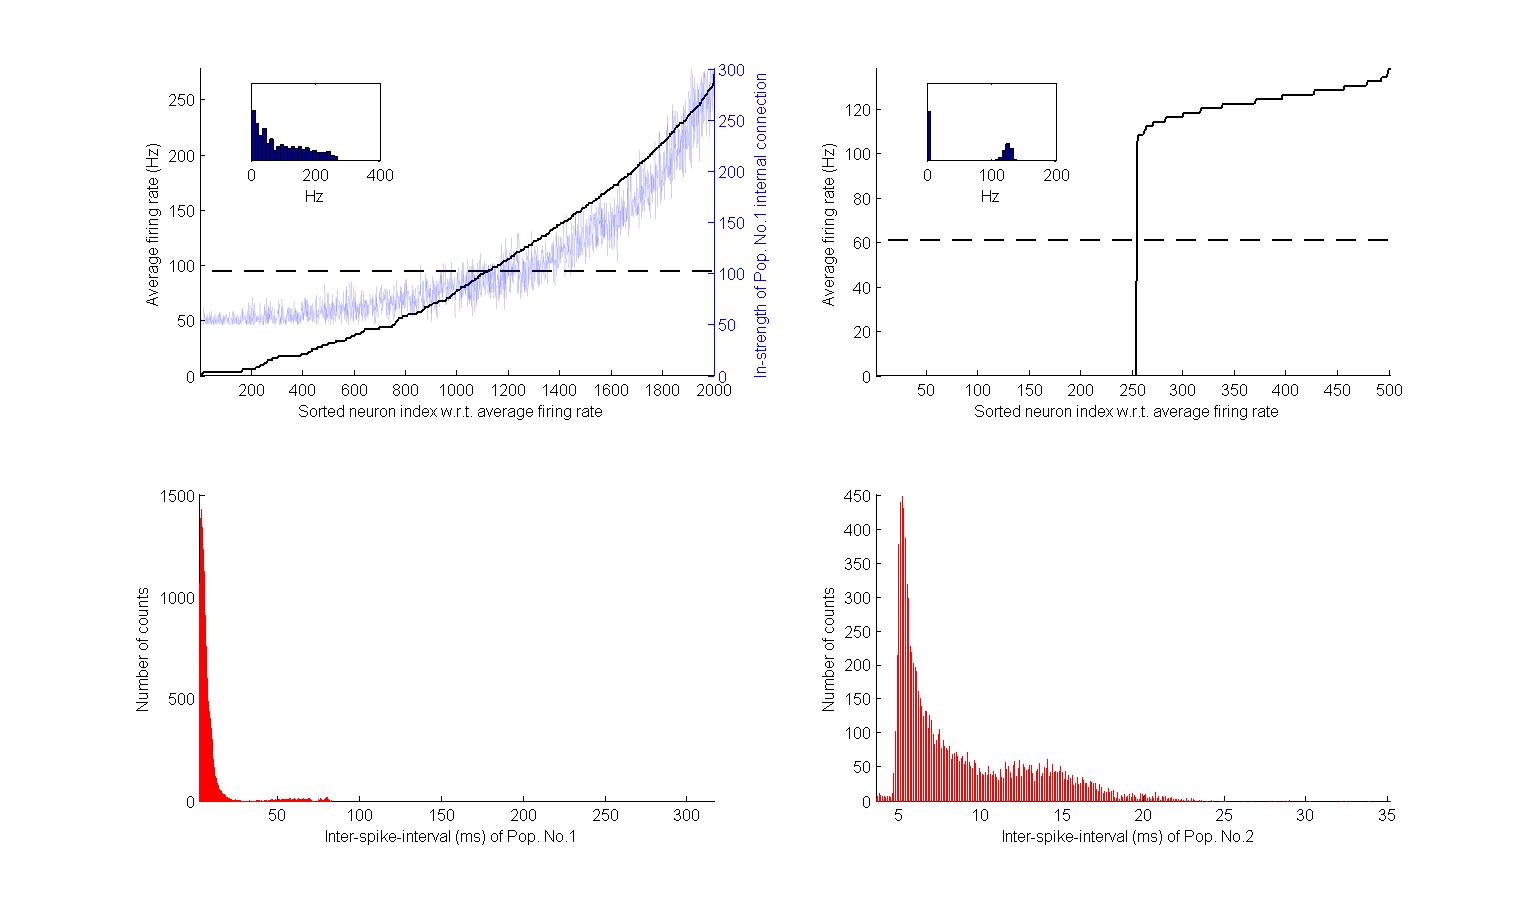 250
200
150
100
50
0
Average firing rate (Hz)
0 200 400
Hz
300
250
200
150
100
50
0
In-strength of Pop. No.1 internal connection
200 400 600 800 1000 1200 1400 1600 1800 2000
Sorted neuron index w.r.t. average firing rate
120
100
80
60
40
20
0
Average firing rate (Hz)
0 100 200
Hz
50 100 150 200 250 300 350 400 450 500
Sorted neuron index w.r.t. average firing rate
1500
1000
500
0
Number of counts
50 100 150 200 250 300
Inter-spike-interval (ms) of Pop. No.1
450
400
350
300
250
200
150
100
50
0
Number of counts
5 10 15 20 25 30 35
Inter-spike-interval (ms) of Pop. No.2